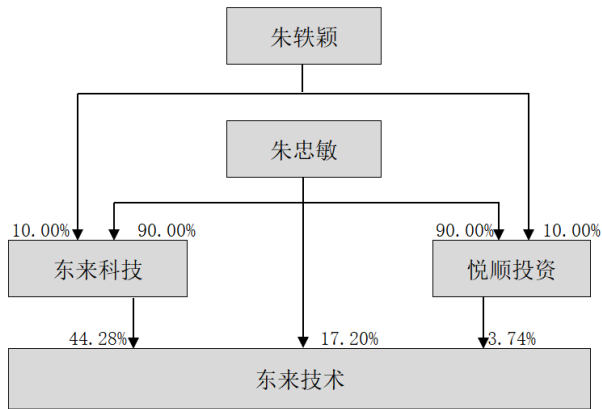 朱轶颖
朱忠敏
10.00% 90.00% 90.00% 10.00%
东来科技 悦顺投资
44.28% 17.20% 3.74%
东来技术